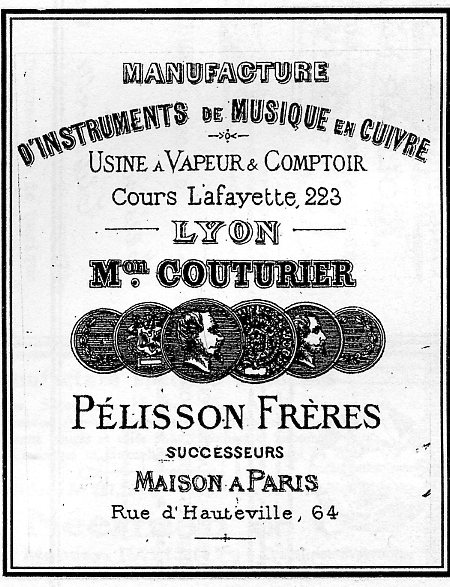 MANUFACTURE
D'INSTRUMENTS DE MUSIQUE EN CUIVRE
USINE A VAPEUR & COMPTOIR
Cours Lafayette, 223
LYON
Mon. COUTURIER
PÉLISSON FRÈRES
SUCCESSEURS
MAISON A PARIS
Rue d'Hauteville, 64